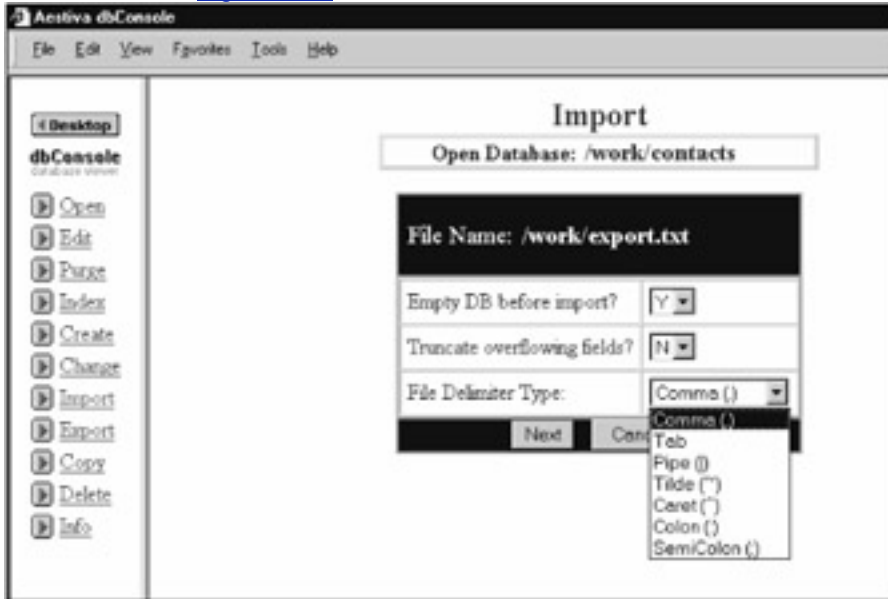 Aestiva dbConsole
File Edit View Favorites Tools Help
Desktop
dbConsole
database viewer
Open
Edit
Purge
Index
Create
Change
Import
Export
Copy
Delete
Info
Import
Open Database: /work/contacts
File Name: /work/export.txt
Empty DB before import? Y
Truncate overflowing fields? N
File Delimiter Type: Comma (,)
Comma (,)
Tab
Pipe (|)
Tilde (~)
Caret (^)
Colon (:)
SemiColon (;)
Next